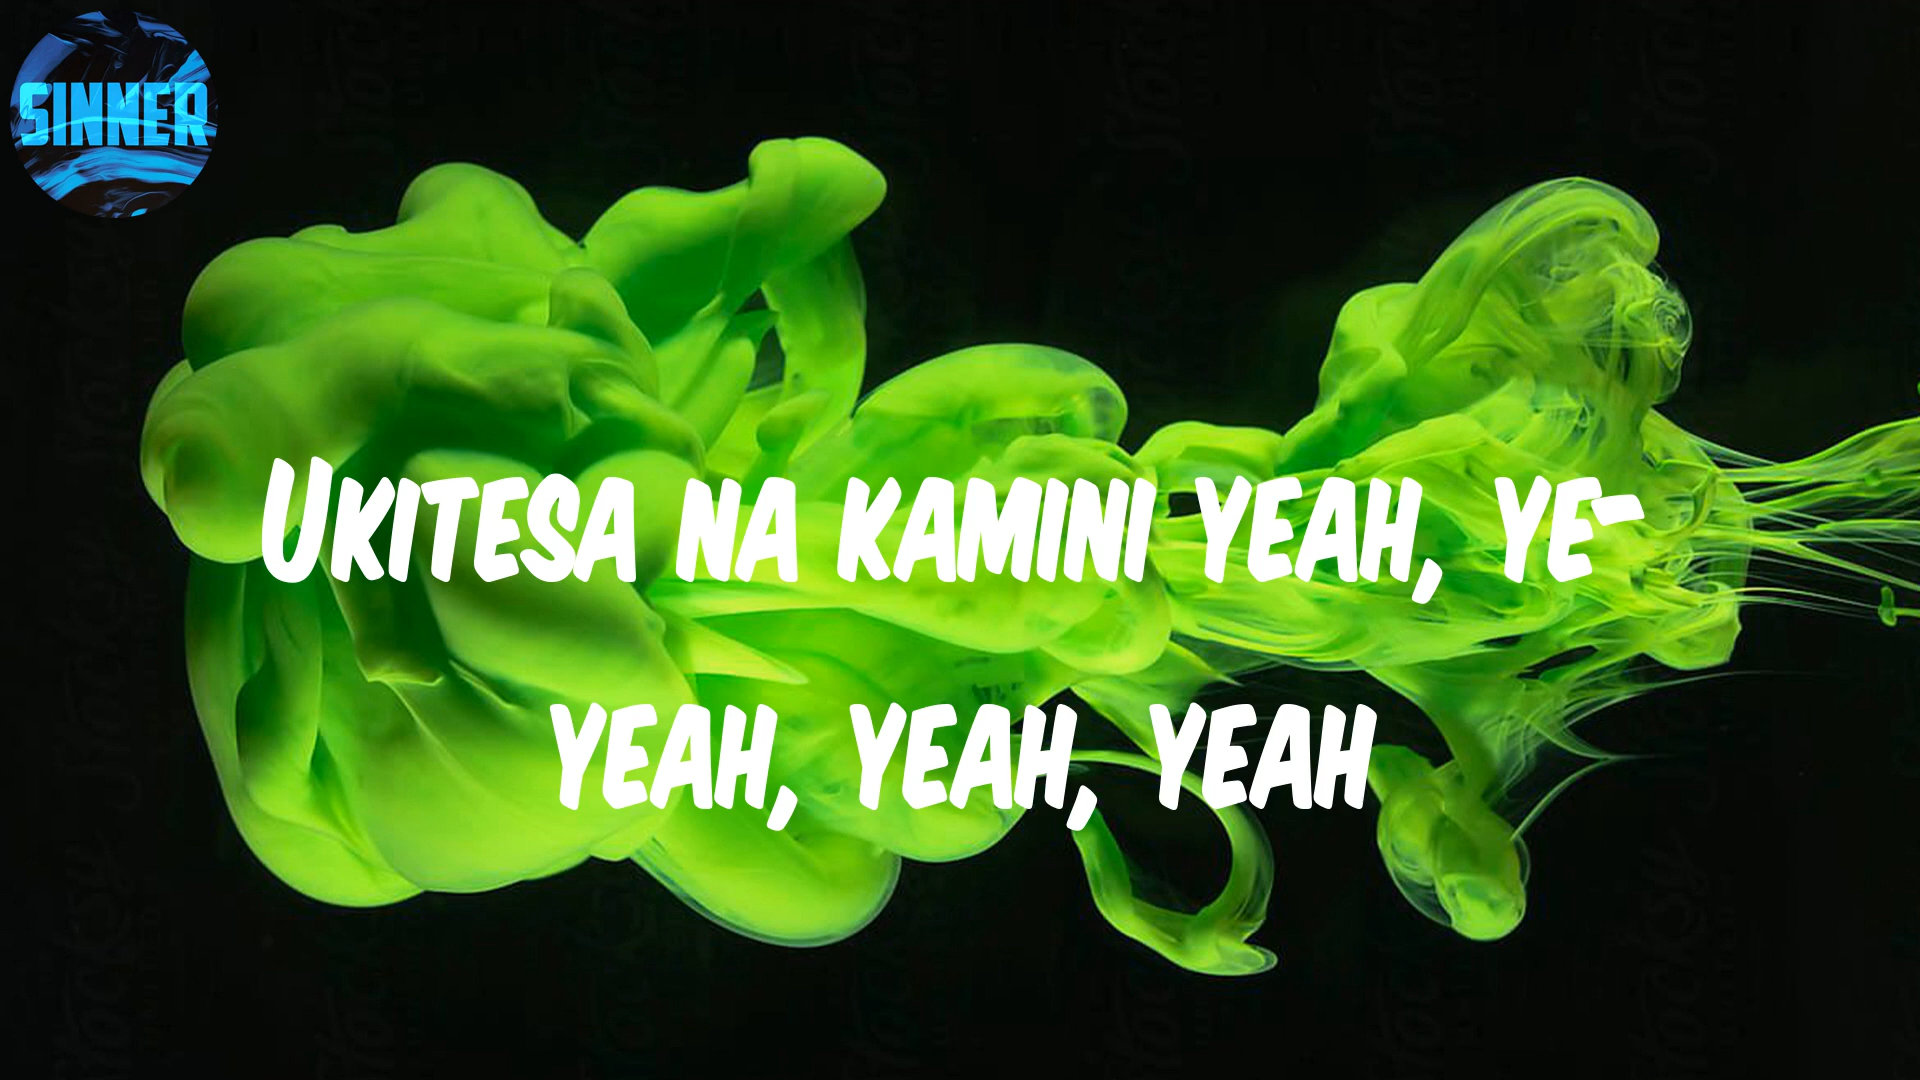 SINNER
UKITESA NA KAMINI YEAH, YE-
YEAH, YEAH, YEAH